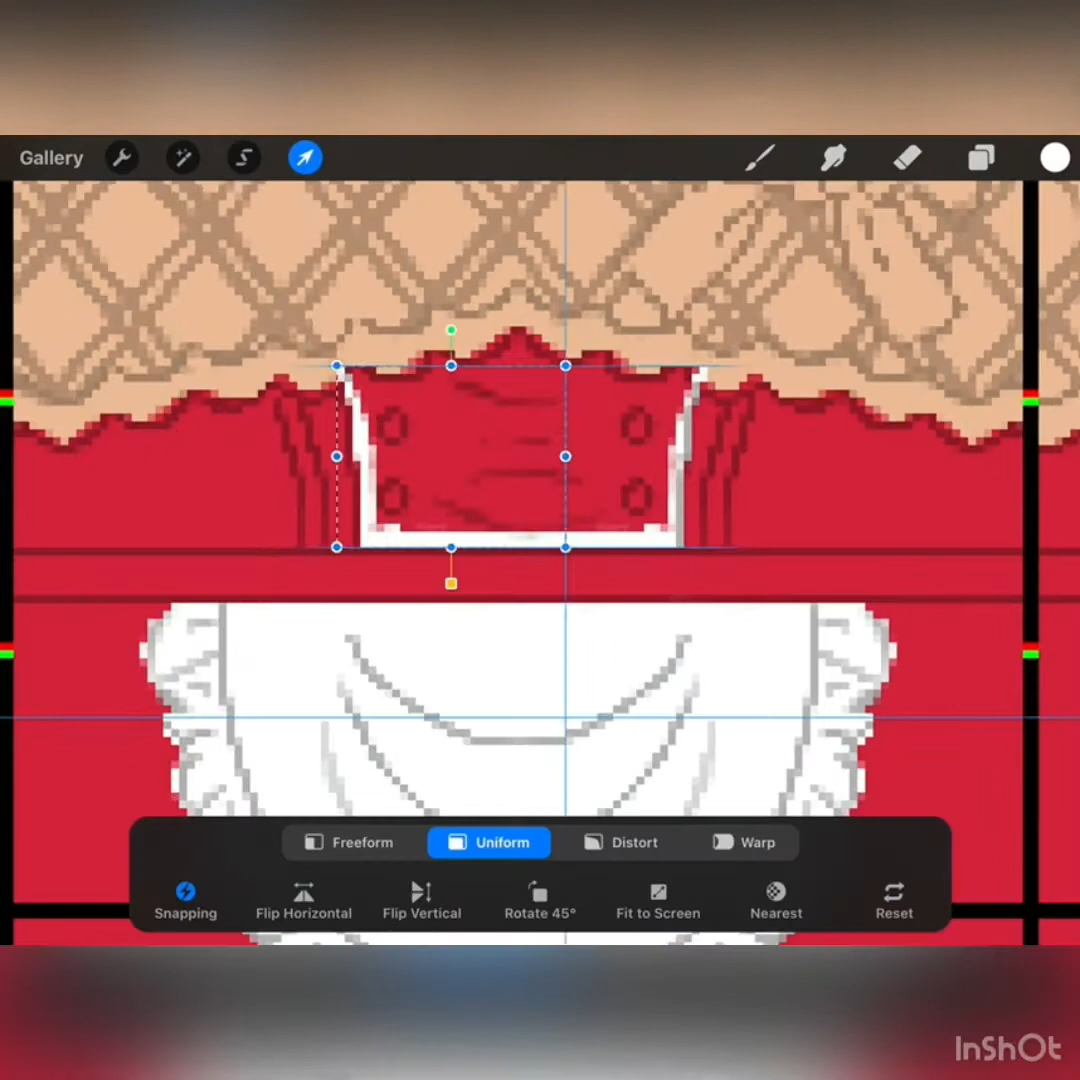 Gallery
Freeform Uniform Distort Warp
Snapping Flip Horizontal Flip Vertical Rotate 45° Fit to Screen Nearest Reset
InShOt